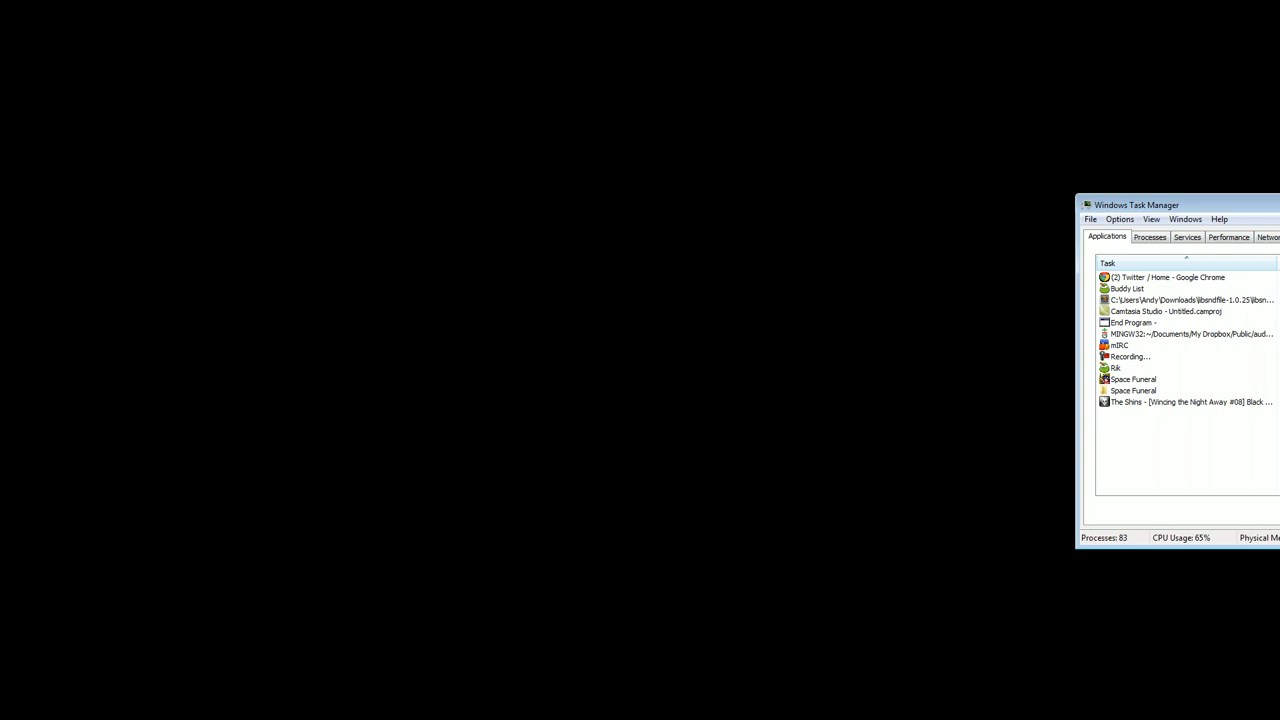 Windows Task Manager
File Options View Windows Help
Applications Processes Services Performance
Task
(2) Twitter / Home - Google Chrome
Buddy List
C:\Users\Andy\Downloads\libsndfile-1.0.25\libsn...
Camtasia Studio - Untitled.camproj
End Program -
MINGW32:~/Documents/My Dropbox/Public/aud...
mIRC
Recording...
Rik
Space Funeral
Space Funeral
The Shins - [Wincing the Night Away #08] Black ...
Processes: 83 CPU Usage: 65% Physical